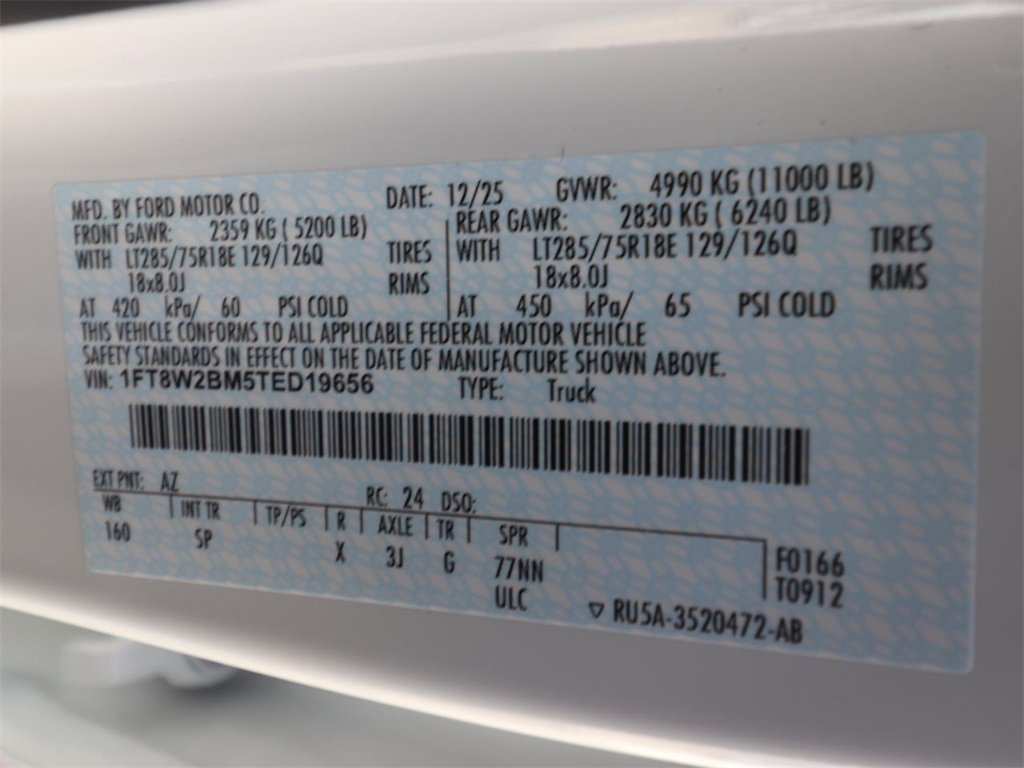 MFD. BY FORD MOTOR CO. DATE: 12/25 GVWR: 4990 KG (11000 LB)
FRONT GAWR: 2359 KG ( 5200 LB) REAR GAWR: 2830 KG ( 6240 LB)
WITH LT285/75R18E 129/126Q TIRES WITH LT285/75R18E 129/126Q TIRES
18x8.0J RIMS 18x8.0J RIMS
AT 420 kPa/ 60 PSI COLD AT 450 kPa/ 65 PSI COLD
THIS VEHICLE CONFORMS TO ALL APPLICABLE FEDERAL MOTOR VEHICLE
SAFETY STANDARDS IN EFFECT ON THE DATE OF MANUFACTURE SHOWN ABOVE.
VIN: 1FT8W2BM5TED19656 TYPE: Truck
EXT PNT: AZ RC: 24 DSO:
WB INT TR TP/PS R AXLE TR SPR
160 SP X 3J G 77NN F0166
ULC T0912
RU5A-3520472-AB